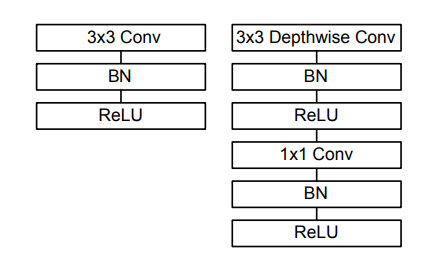 3x3 Conv
BN
ReLU
3x3 Depthwise Conv
BN
ReLU
1x1 Conv
BN
ReLU